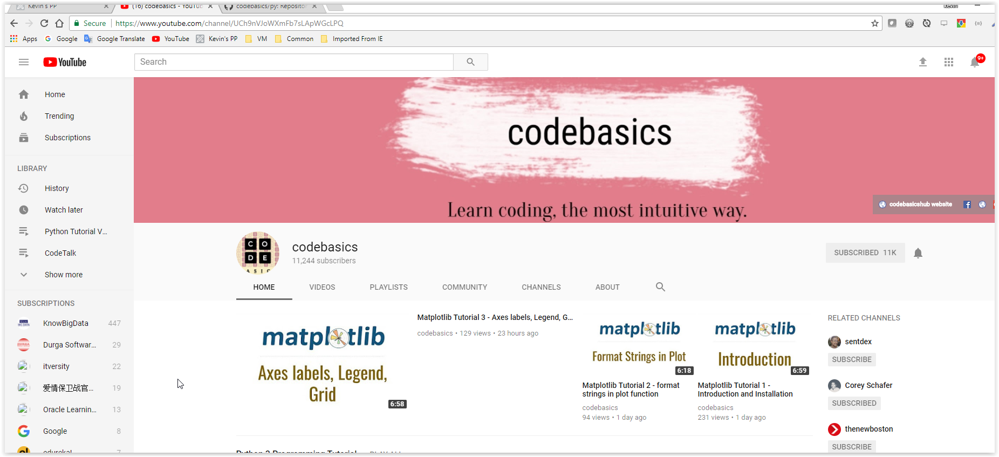 Kevin's PP
(16) codebasics - YouTu
codebasics/py: Repositor
kevin
Secure
https://www.youtube.com/channel/UCh9nVJoWXmFb7sLApWGcLPQ
Apps
Google
Google Translate
YouTube
Kevin's PP
VM
Common
Imported From IE
YouTube
Search
9+
Home
Trending
Subscriptions
LIBRARY
History
Watch later
Python Tutorial V...
CodeTalk
Show more
SUBSCRIPTIONS
KnowBigData 447
Durga Softwar... 29
itversity 22
爱情保卫战官... 19
Oracle Learnin... 13
Google 8
edureka! 7
codebasics
Learn coding, the most intuitive way.
codebasicshub website
CODE
BASIC
codebasics
11,244 subscribers
SUBSCRIBED 11K
HOME
VIDEOS
PLAYLISTS
COMMUNITY
CHANNELS
ABOUT
matplotlib
Axes labels, Legend,
Grid
6:58
Matplotlib Tutorial 3 - Axes labels, Legend, G...
codebasics • 129 views • 23 hours ago
matplotlib
Format Strings in Plot
6:18
Matplotlib Tutorial 2 - format
strings in plot function
codebasics
94 views • 1 day ago
matplotlib
Introduction
6:59
Matplotlib Tutorial 1 -
Introduction and Installation
codebasics
231 views • 1 day ago
RELATED CHANNELS
sentdex
SUBSCRIBE
Corey Schafer
SUBSCRIBED
thenewboston
SUBSCRIBE
Python 3 Programming Tutorial
PLAY ALL